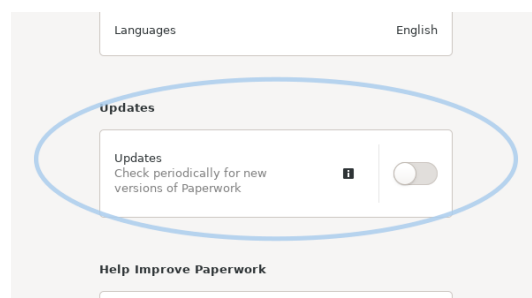 Languages English
Updates
Updates
Check periodically for new
versions of Paperwork
Help Improve Paperwork